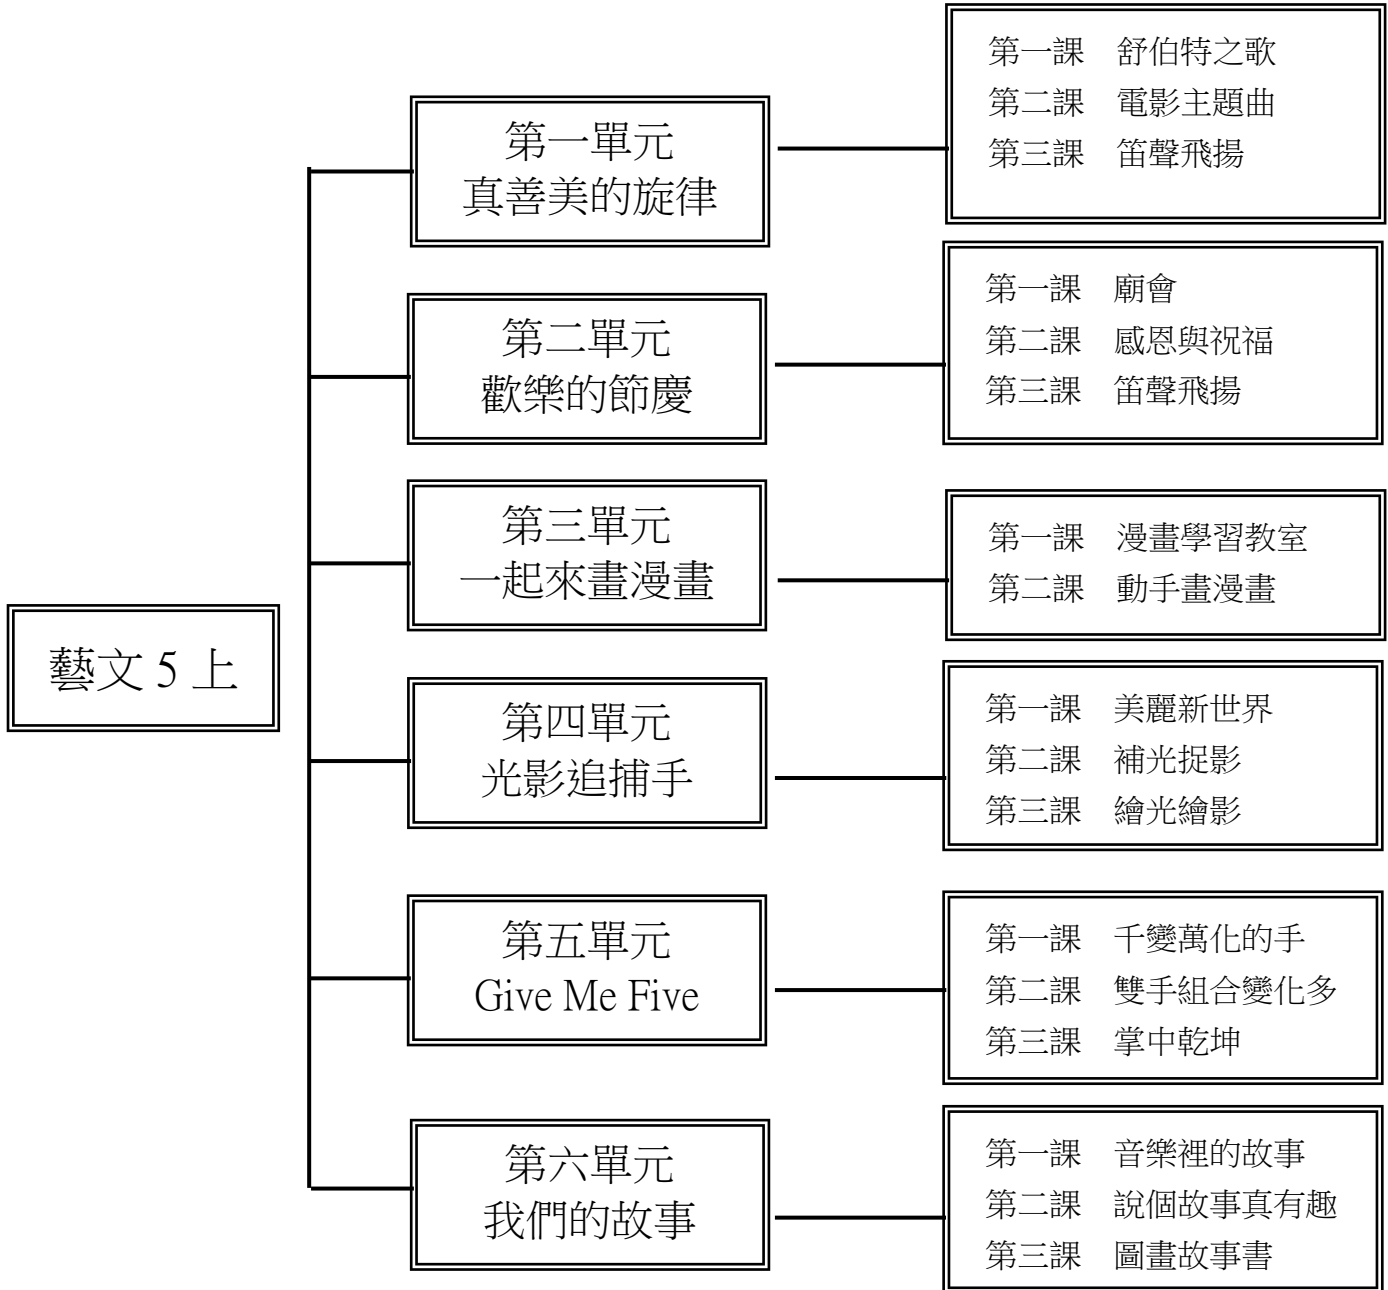 藝文 5 上
第一單元
真善美的旋律
第一課　舒伯特之歌
第二課　電影主題曲
第三課　笛聲飛揚
第二單元
歡樂的節慶
第一課　廟會
第二課　感恩與祝福
第三課　笛聲飛揚
第三單元
一起來畫漫畫
第一課　漫畫學習教室
第二課　動手畫漫畫
第四單元
光影追捕手
第一課　美麗新世界
第二課　補光捉影
第三課　繪光繪影
第五單元
Give Me Five
第一課　千變萬化的手
第二課　雙手組合變化多
第三課　掌中乾坤
第六單元
我們的故事
第一課　音樂裡的故事
第二課　說個故事真有趣
第三課　圖畫故事書